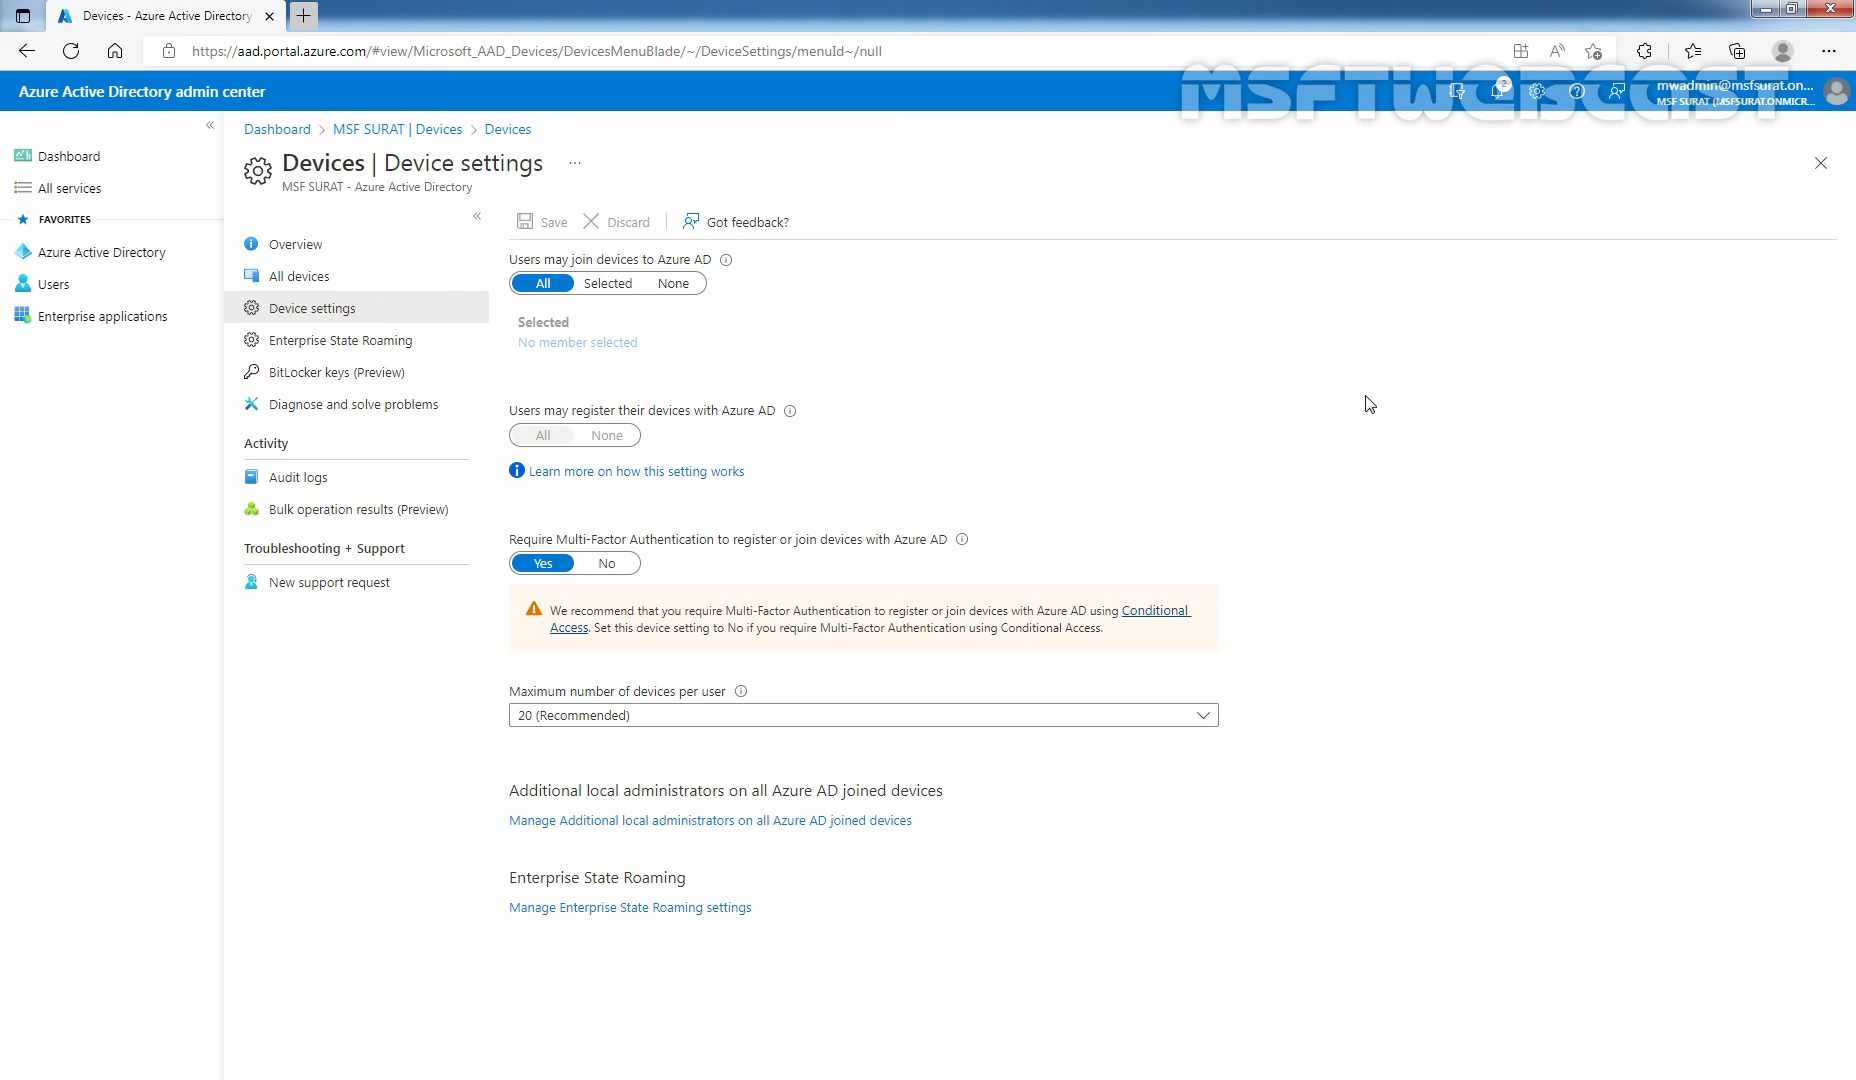 Devices - Azure Active Directory
https://aad.portal.azure.com/#view/Microsoft_AAD_Devices/DevicesMenuBlade/~/DeviceSettings/menuId~/null
MSFTWEBCAST
Azure Active Directory admin center
2
mwadmin@msfsurat.on...
MSF SURAT (MSFSURAT.ONMICR...
Dashboard > MSF SURAT | Devices > Devices
Devices | Device settings ...
MSF SURAT - Azure Active Directory
Dashboard
All services
FAVORITES
Azure Active Directory
Users
Enterprise applications
Overview
All devices
Device settings
Enterprise State Roaming
BitLocker keys (Preview)
Diagnose and solve problems
Activity
Audit logs
Bulk operation results (Preview)
Troubleshooting + Support
New support request
Save Discard Got feedback?
Users may join devices to Azure AD
All Selected None
Selected
No member selected
Users may register their devices with Azure AD
All None
Learn more on how this setting works
Require Multi-Factor Authentication to register or join devices with Azure AD
Yes No
We recommend that you require Multi-Factor Authentication to register or join devices with Azure AD using Conditional
Access. Set this device setting to No if you require Multi-Factor Authentication using Conditional Access.
Maximum number of devices per user
20 (Recommended)
Additional local administrators on all Azure AD joined devices
Manage Additional local administrators on all Azure AD joined devices
Enterprise State Roaming
Manage Enterprise State Roaming settings